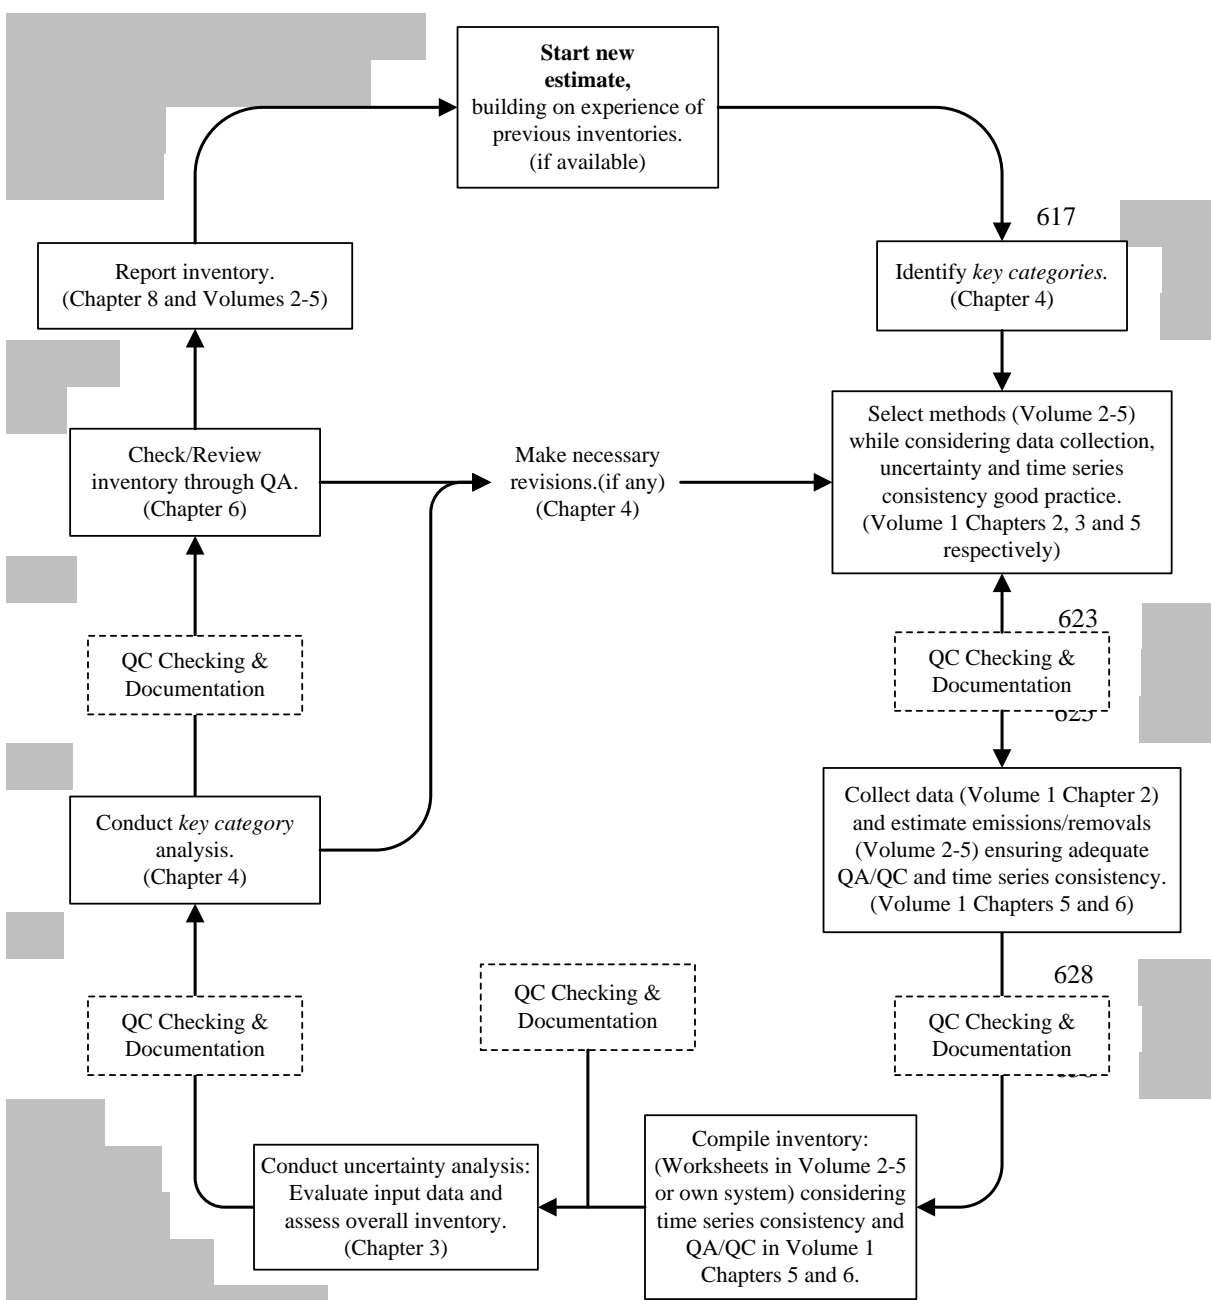 Start new
estimate,
building on experience of
previous inventories.
(if available)
617
Report inventory.
(Chapter 8 and Volumes 2-5)
Identify key categories.
(Chapter 4)
Check/Review
inventory through QA.
(Chapter 6)
Make necessary
revisions.(if any)
(Chapter 4)
Select methods (Volume 2-5)
while considering data collection,
uncertainty and time series
consistency good practice.
(Volume 1 Chapters 2, 3 and 5
respectively)
623
QC Checking &
Documentation
QC Checking &
Documentation
625
Conduct key category
analysis.
(Chapter 4)
Collect data (Volume 1 Chapter 2)
and estimate emissions/removals
(Volume 2-5) ensuring adequate
QA/QC and time series consistency.
(Volume 1 Chapters 5 and 6)
628
QC Checking &
Documentation
QC Checking &
Documentation
QC Checking &
Documentation
Conduct uncertainty analysis:
Evaluate input data and
assess overall inventory.
(Chapter 3)
Compile inventory:
(Worksheets in Volume 2-5
or own system) considering
time series consistency and
QA/QC in Volume 1
Chapters 5 and 6.